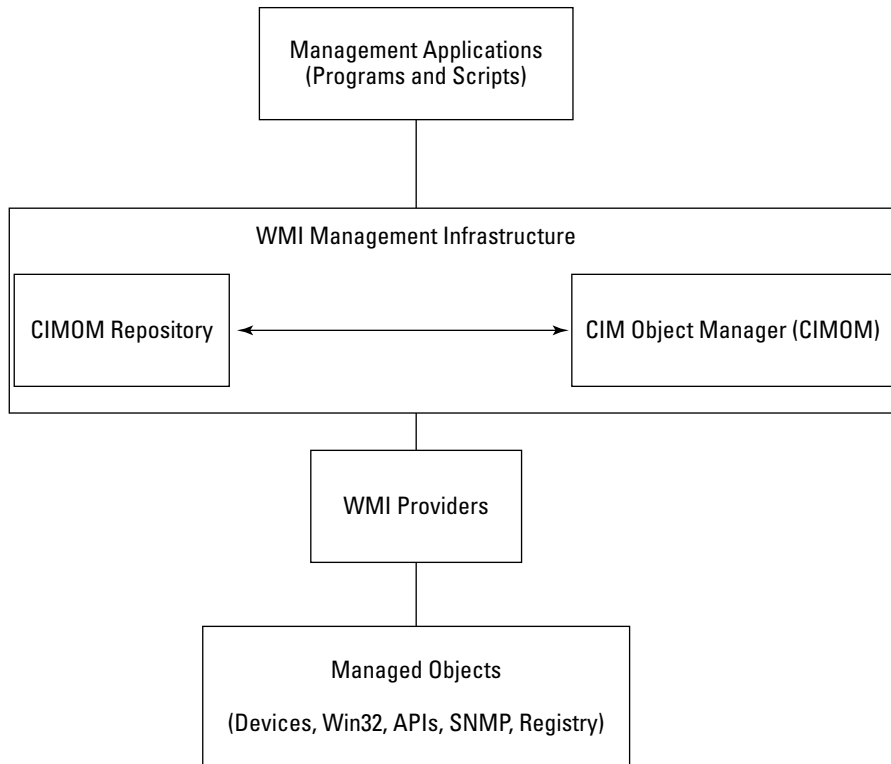 Management Applications
(Programs and Scripts)
WMI Management Infrastructure
CIMOM Repository
CIM Object Manager (CIMOM)
WMI Providers
Managed Objects
(Devices, Win32, APIs, SNMP, Registry)